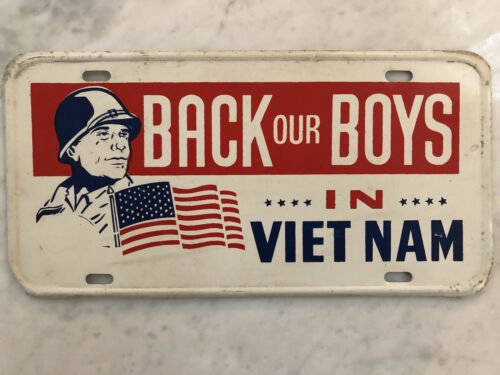 BACK OUR BOYS
IN
VIET NAM